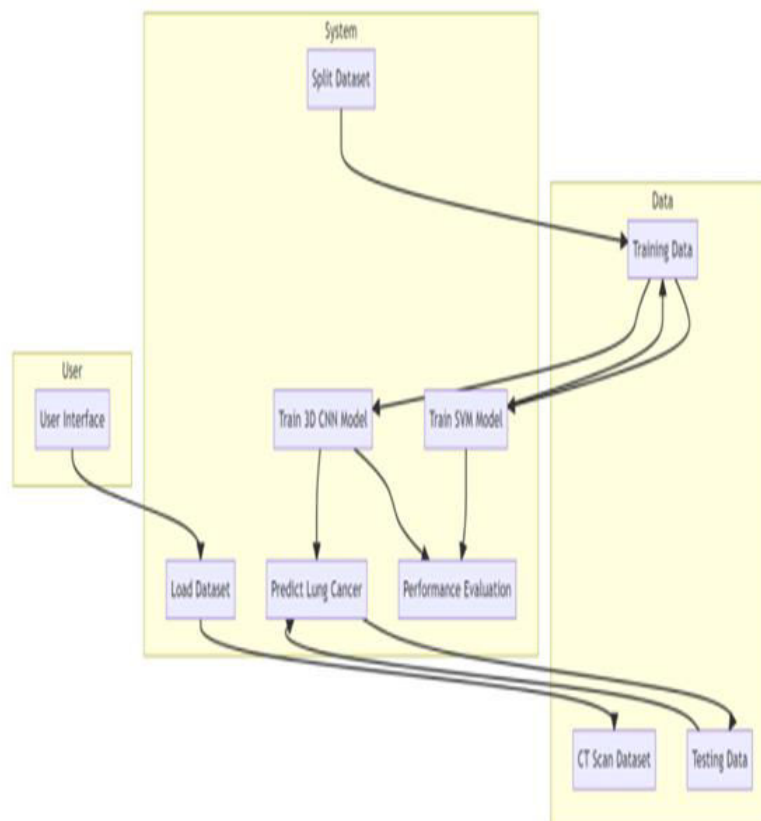 System
Split Dataset
Data
Training Data
User
User Interface
Train 3D CNN Model
Train SVM Model
Load Dataset
Predict Lung Cancer
Performance Evaluation
CT Scan Dataset
Testing Data